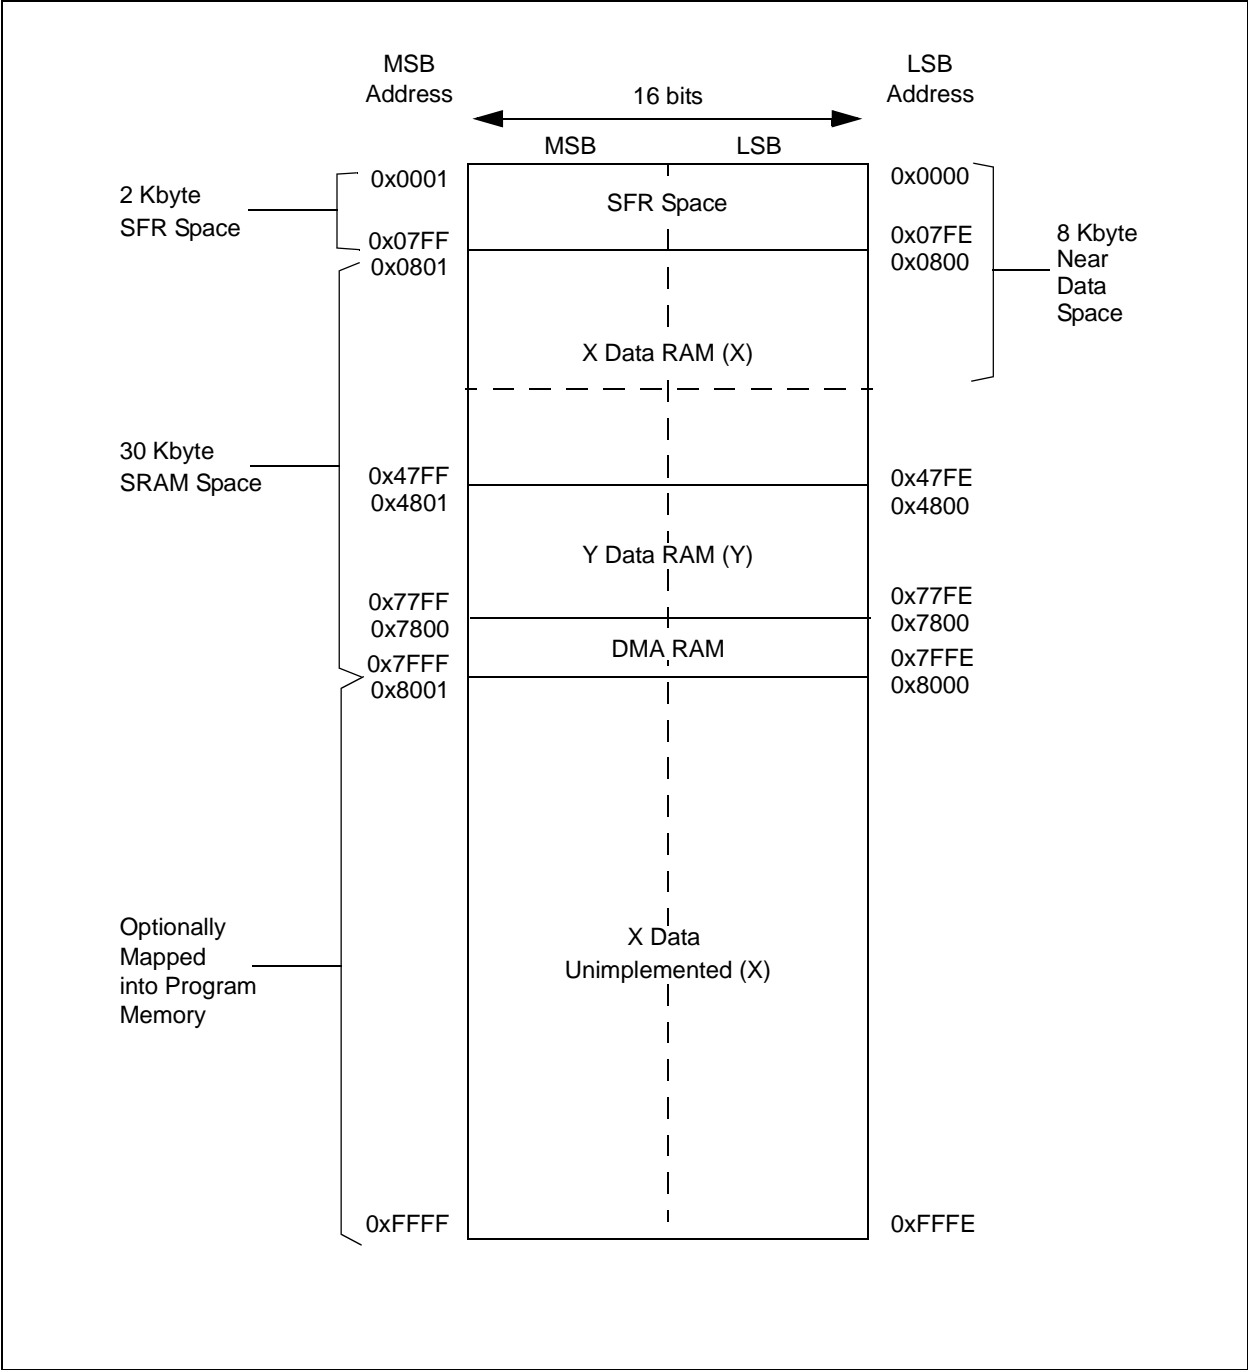 MSB
Address
LSB
Address
16 bits
MSB
LSB
0x0001
0x0000
2 Kbyte
SFR Space
SFR Space
0x07FF
0x0801
0x07FE
0x0800
8 Kbyte
Near
Data
Space
X Data RAM (X)
30 Kbyte
SRAM Space
0x47FF
0x4801
0x47FE
0x4800
Y Data RAM (Y)
0x77FF
0x7800
0x77FE
0x7800
DMA RAM
0x7FFF
0x8001
0x7FFE
0x8000
Optionally
Mapped
into Program
Memory
X Data
Unimplemented (X)
0xFFFF
0xFFFE